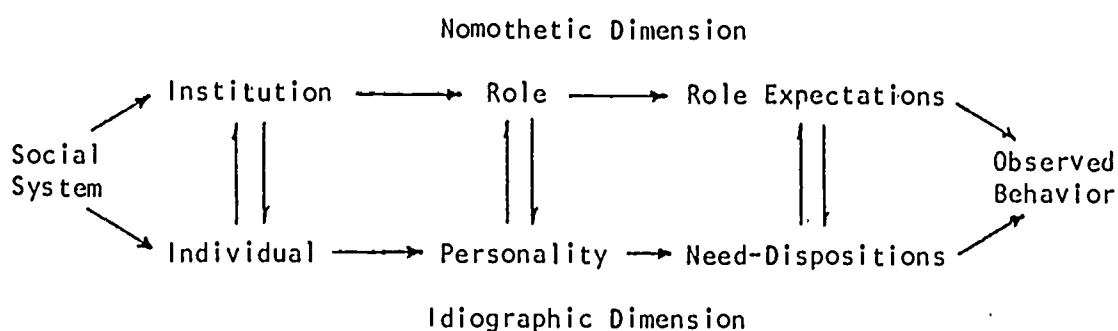 Nomothetic Dimension
Institution Role Role Expectations
Social
System
Observed
Behavior
Individual Personality Need-Dispositions
Idiographic Dimension